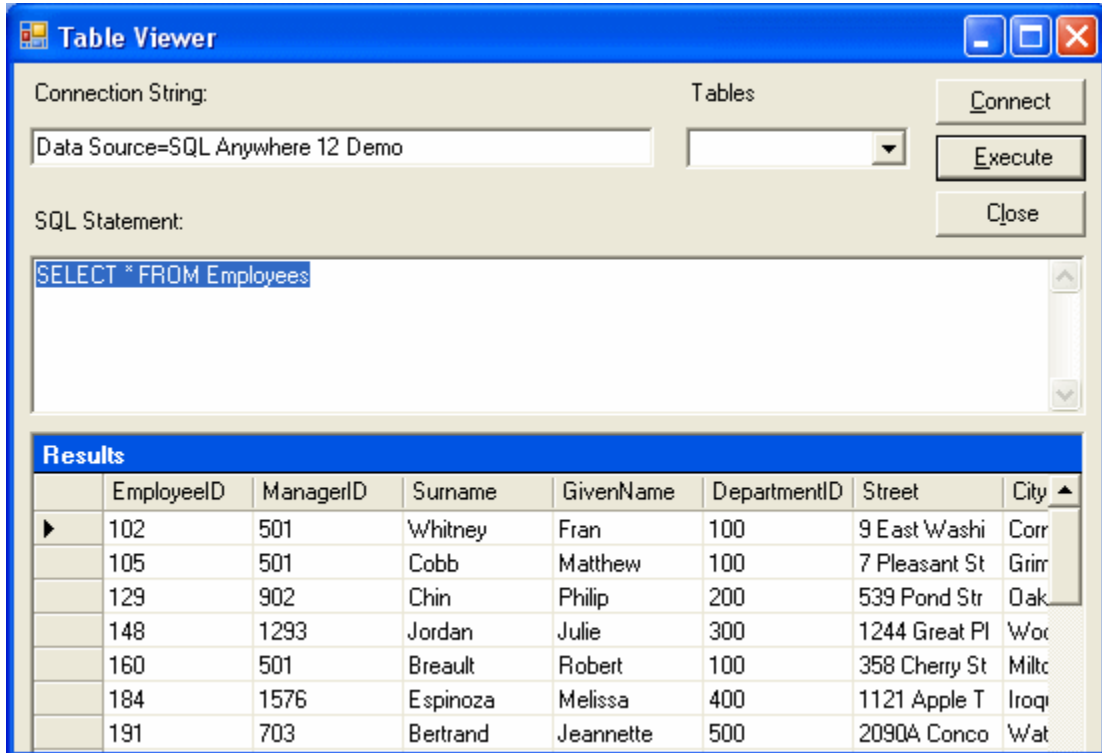 Table Viewer
Connection String: Tables Connect
Data Source=SQL Anywhere 12 Demo Execute
SQL Statement: Close
SELECT * FROM Employees
Results
EmployeeID ManagerID Surname GivenName DepartmentID Street City
102 501 Whitney Fran 100 9 East Washi Corr
105 501 Cobb Matthew 100 7 Pleasant St Grim
129 902 Chin Philip 200 539 Pond Str Oak
148 1293 Jordan Julie 300 1244 Great Pl Woo
160 501 Breault Robert 100 358 Cherry St Milto
184 1576 Espinoza Melissa 400 1121 Apple T Iroq
191 703 Bertrand Jeannette 500 2090A Conco Wat